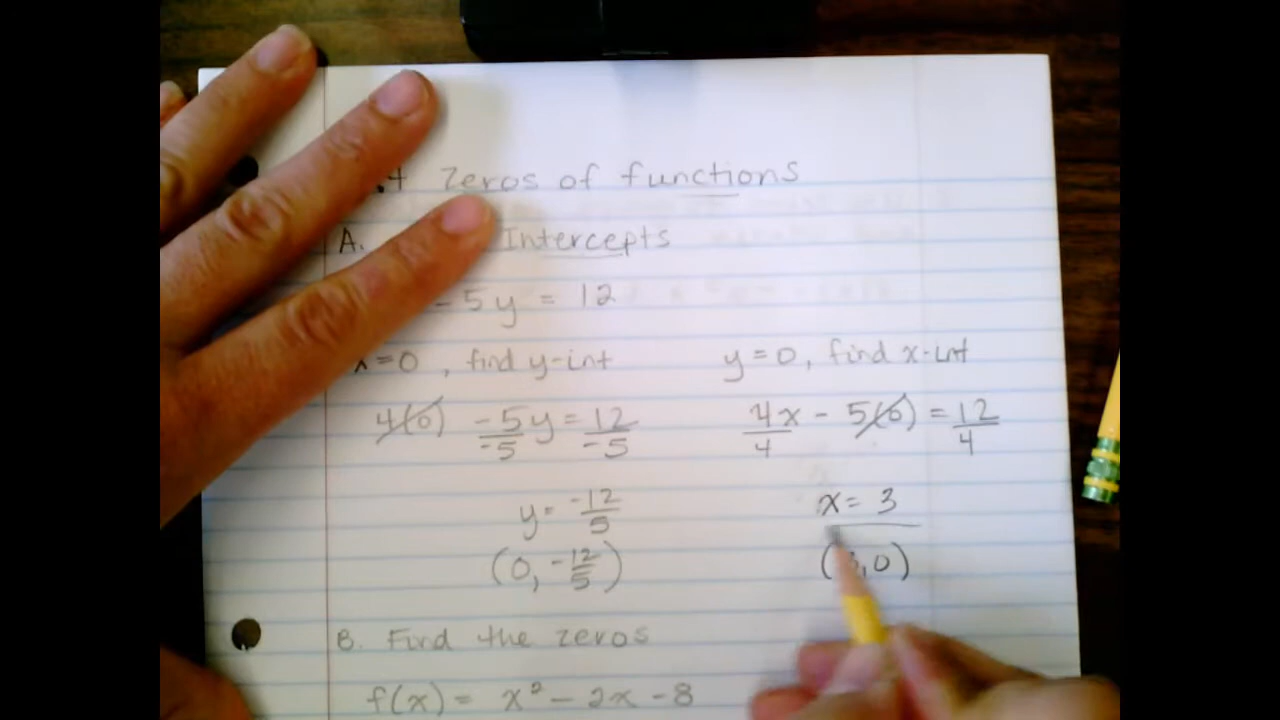 .4 Zeros of functions
A. Intercepts
- 5y = 12
x=0, find y-int
y=0, find x-int
4(0) -5y/-5 = 12/-5
4x/4 - 5(0) = 12/4
y= -12/5
x= 3
(0, -12/5)
( ,0)
B. Find the zeros
f(x) = x² - 2x - 8